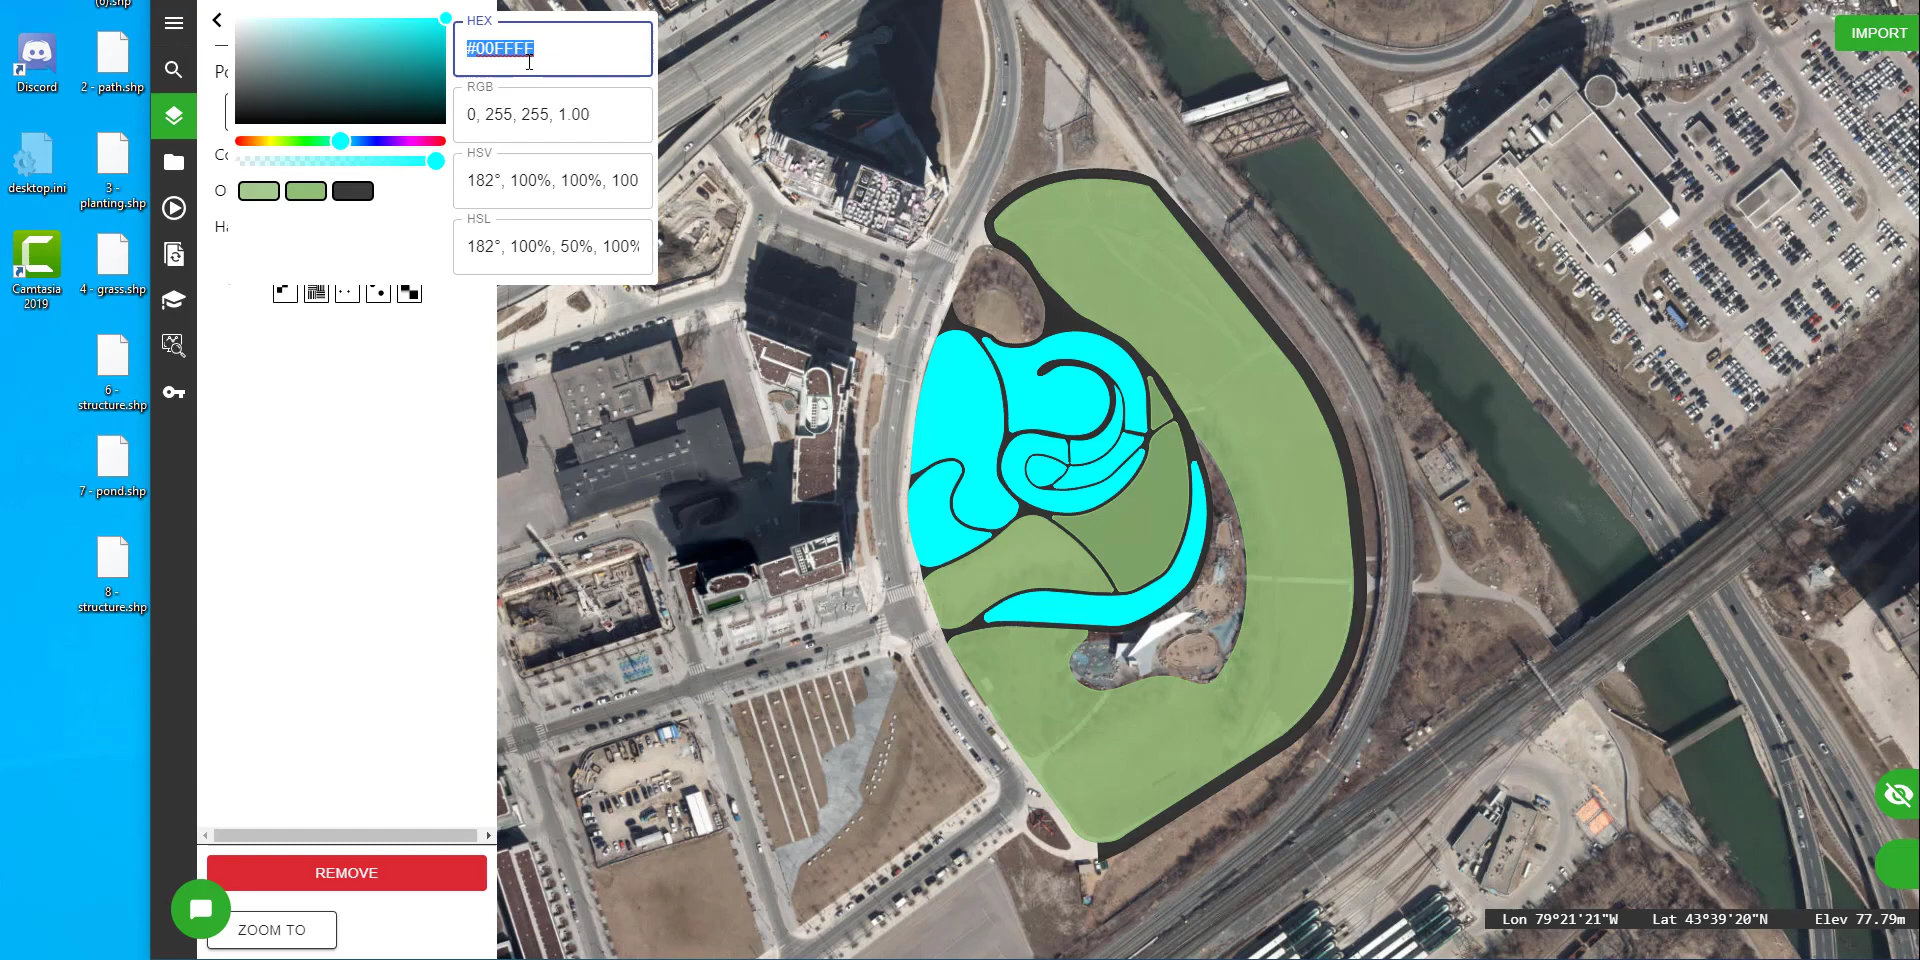 (6).shp
Discord
2 - path.shp
desktop.ini
3 -
planting.shp
Camtasia
2019
4 - grass.shp
6 -
structure.shp
7 - pond.shp
8 -
structure.shp
HEX
#00FFFF
RGB
0, 255, 255, 1.00
HSV
182°, 100%, 100%, 100
HSL
182°, 100%, 50%, 100%
O
REMOVE
ZOOM TO
IMPORT
Lon 79°21'21"W Lat 43°39'20"N Elev 77.79m